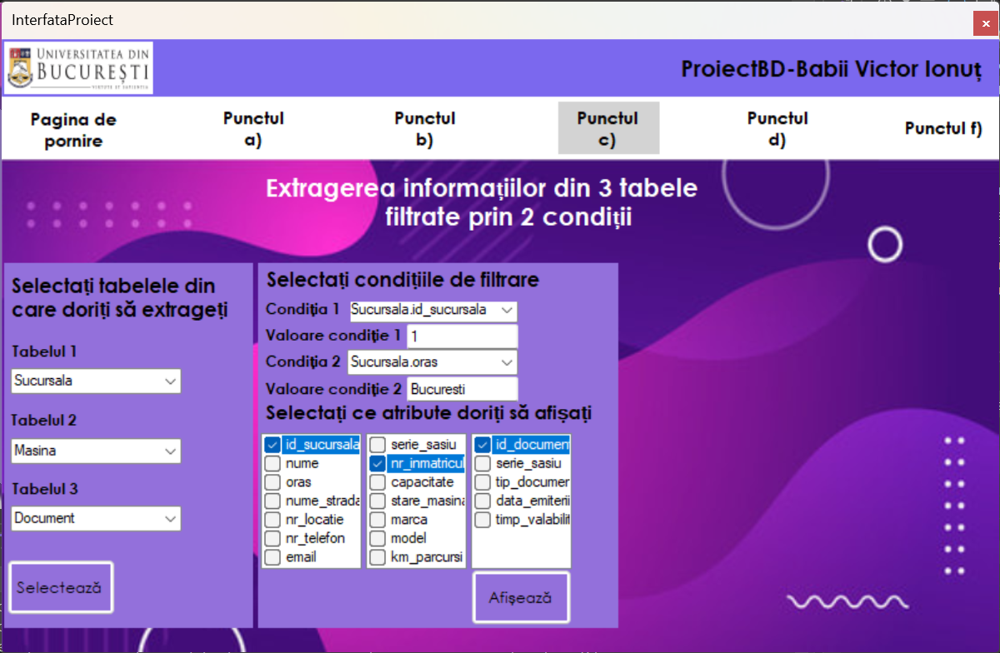 InterfataProiect
UNIVERSITATEA DIN
BUCUREȘTI
VIRTUTE ET SAPIENTIA
ProiectBD-Babii Victor Ionuț
Pagina de
pornire
Punctul
a)
Punctul
b)
Punctul
c)
Punctul
d)
Punctul f)
Extragerea informațiilor din 3 tabele
filtrate prin 2 condiții
Selectați tabelele din
care doriți să extrageți
Tabelul 1
Sucursala
Tabelul 2
Masina
Tabelul 3
Document
Selectează
Selectați condițiile de filtrare
Condiția 1 Sucursala.id_sucursala
Valoare condiție 1 1
Condiția 2 Sucursala.oras
Valoare condiție 2 Bucuresti
Selectați ce atribute doriți să afișați
id_sucursala
nume
oras
nume_strada
nr_locatie
nr_telefon
email
serie_sasiu
nr_inmatricul
capacitate
stare_masina
marca
model
km_parcursi
id_document
serie_sasiu
tip_documen
data_emiterii
timp_valabilit
Afișează